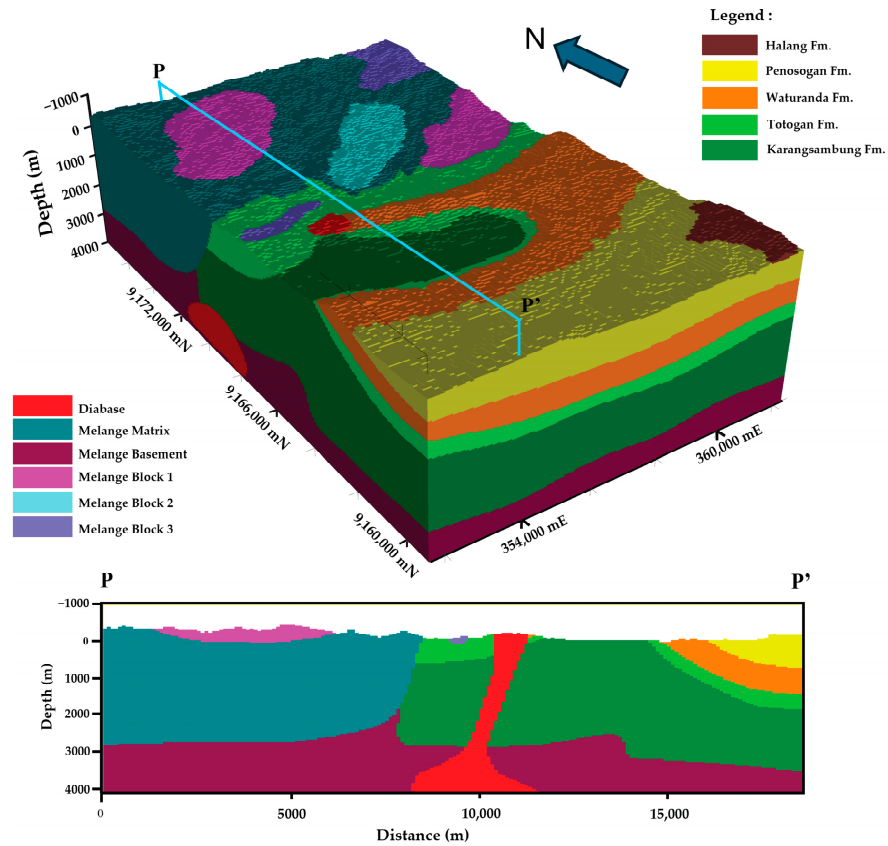 Legend :
N
Halang Fm.
Penosogan Fm.
Waturanda Fm.
Totogan Fm.
Karangsambung Fm.
P
-1000
0
1000
2000
3000
4000
Depth (m)
P'
9,172,000 mN
9,166,000 mN
9,160,000 mN
354,000 mE
360,000 mE
Diabase
Melange Matrix
Melange Basement
Melange Block 1
Melange Block 2
Melange Block 3
P
P'
-1000
0
1000
2000
3000
4000
Depth (m)
0
5000
10,000
15,000
Distance (m)